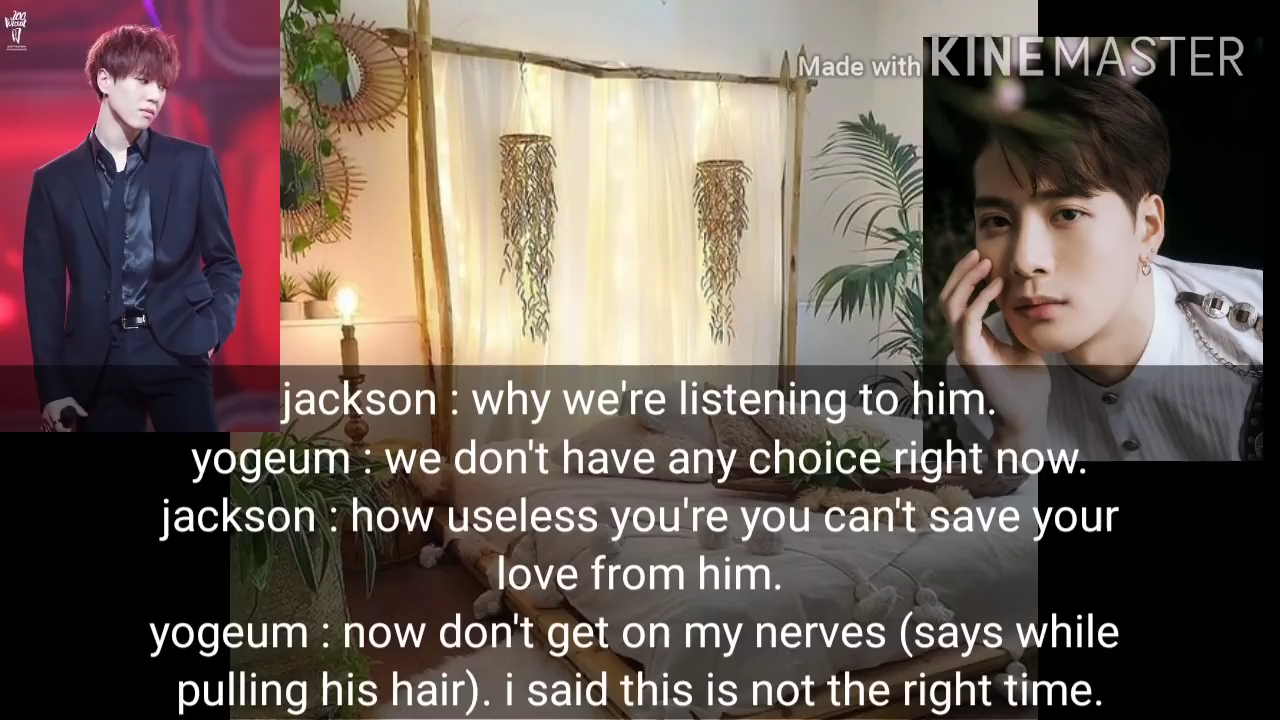 Made with KINEMASTER
jackson : why we're listening to him.
yogeum : we don't have any choice right now.
jackson : how useless you're you can't save your
love from him.
yogeum : now don't get on my nerves (says while
pulling his hair). i said this is not the right time.